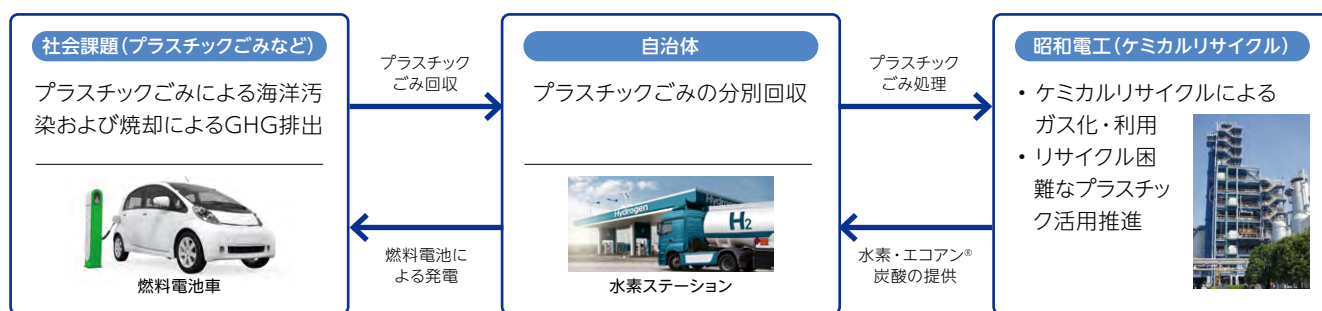 社会課題(プラスチックごみなど)
プラスチックごみによる海洋汚
染および焼却によるGHG排出
燃料電池車
プラスチック
ごみ回収
燃料電池に
よる発電
自治体
プラスチックごみの分別回収
Hydrogen
H2
水素ステーション
プラスチック
ごみ処理
水素・エコアン®
炭酸の提供
昭和電工(ケミカルリサイクル)
・ケミカルリサイクルによる
ガス化・利用
・リサイクル困
難なプラスチッ
ク活用推進